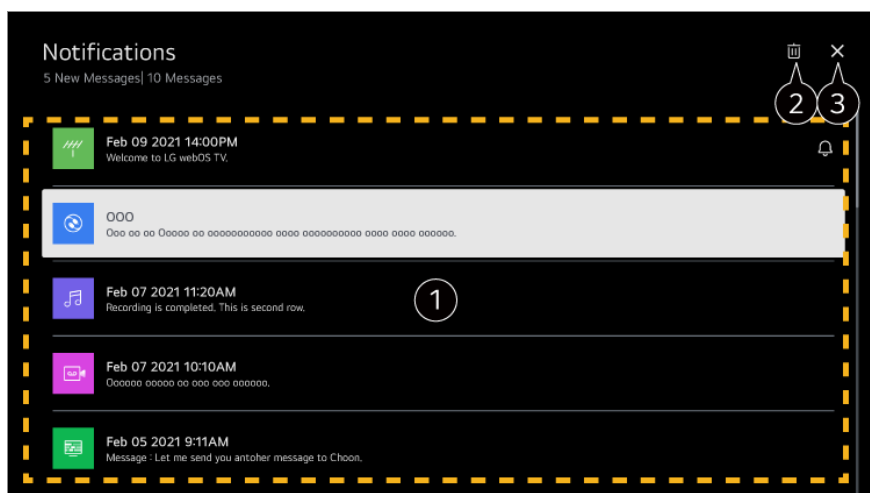 Notifications
5 New Messages| 10 Messages
2 3
Feb 09 2021 14:00PM
Welcome to LG webOS TV.
OOO
Ooo oo oo Ooooo oo ooooooooooo oooo oooooooooo oooo oooo oooooo.
Feb 07 2021 11:20AM
Recording is completed. This is second row.
1
Feb 07 2021 10:10AM
Oooooo ooooo oo ooo ooo oooooo.
Feb 05 2021 9:11AM
Message : Let me send you antoher message to Choon.